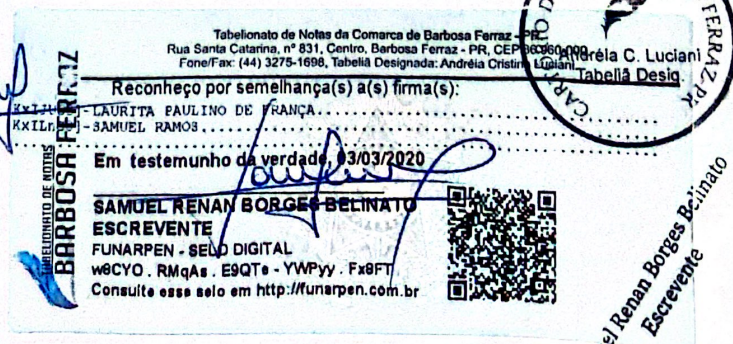 Tabelionato de Notas da Comarca de Barbosa Ferraz - PR
Rua Santa Catarina, nº 831, Centro, Barbosa Ferraz - PR, CEP 86960-000
Fone/Fax: (44) 3275-1698, Tabeliã Designada: Andréia Cristina Luciani
Reconheço por semelhança(s) a(s) firma(s):
-LAURITA PAULINO DE FRANÇA
-SAMUEL RAMOS
Em testemunho da verdade, 03/03/2020
SAMUEL RENAN BORGES BELINATO
ESCREVENTE
FUNARPEN - SELO DIGITAL
w8CYO . RMqAs . E9QTe - YWPyy . Fx8FT
Consulte esse selo em http://funarpen.com.br
TABELIONATO DE NOTAS
BARBOSA FERRAZ
Andréia C. Luciani
Tabeliã Desig.
FERRAZ-PR
Renan Borges Belinato
Escrevente